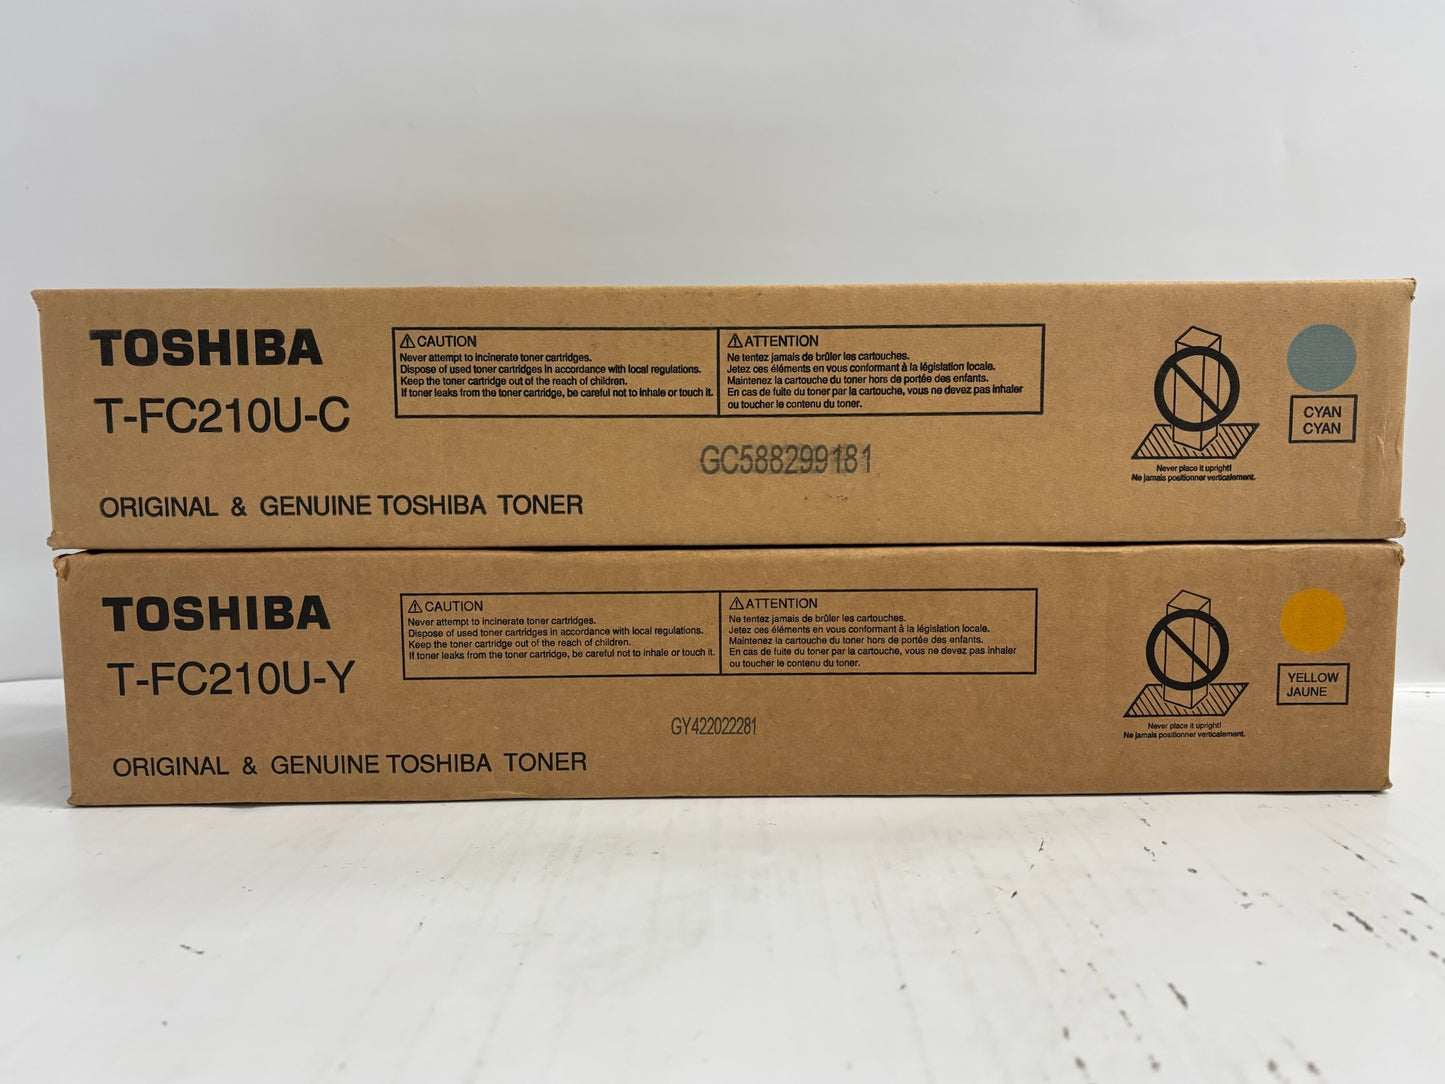 TOSHIBA
T-FC210U-C
ORIGINAL & GENUINE TOSHIBA TONER
⚠CAUTION
Never attempt to incinerate toner cartridges.
Dispose of used toner cartridges in accordance with local regulations.
Keep the toner cartridge out of the reach of children.
If toner leaks from the toner cartridge, be careful not to inhale or touch it.
⚠ATTENTION
Ne tentez jamais de brûler les cartouches.
Jetez ces éléments en vous conformant à la législation locale.
Maintenez la cartouche du toner hors de portée des enfants.
En cas de fuite du toner par la cartouche, vous ne devez pas inhaler
ou toucher le contenu du toner.
GC588299181
Never place it upright!
Ne jamais positionner verticalement.
CYAN
CYAN
TOSHIBA
T-FC210U-Y
ORIGINAL & GENUINE TOSHIBA TONER
⚠CAUTION
Never attempt to incinerate toner cartridges.
Dispose of used toner cartridges in accordance with local regulations.
Keep the toner cartridge out of the reach of children.
If toner leaks from the toner cartridge, be careful not to inhale or touch it.
⚠ATTENTION
Ne tentez jamais de brûler les cartouches.
Jetez ces éléments en vous conformant à la législation locale.
Maintenez la cartouche du toner hors de portée des enfants.
En cas de fuite du toner par la cartouche, vous ne devez pas inhaler
ou toucher le contenu du toner.
GY422022281
Never place it upright!
Ne jamais positionner verticalement.
YELLOW
JAUNE